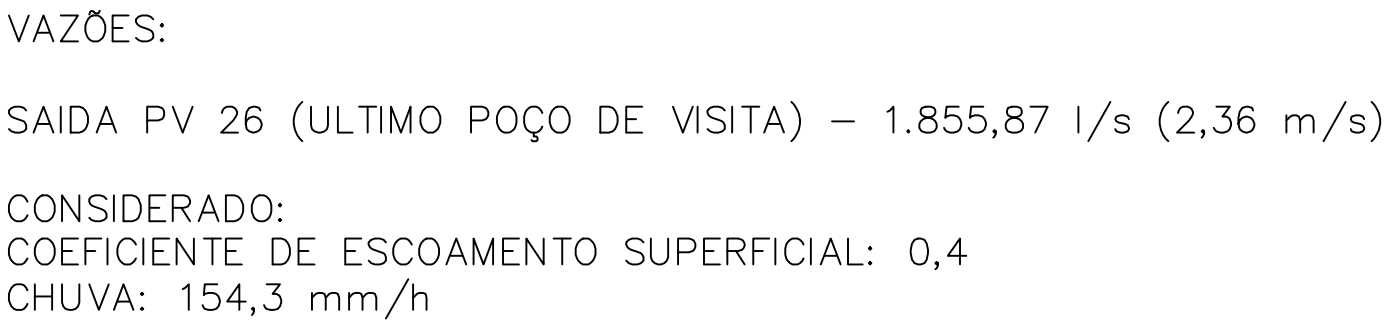 VAZÕES:
SAIDA PV 26 (ULTIMO POÇO DE VISITA) – 1.855,87 l/s (2,36 m/s)
CONSIDERADO:
COEFICIENTE DE ESCOAMENTO SUPERFICIAL: 0,4
CHUVA: 154,3 mm/h